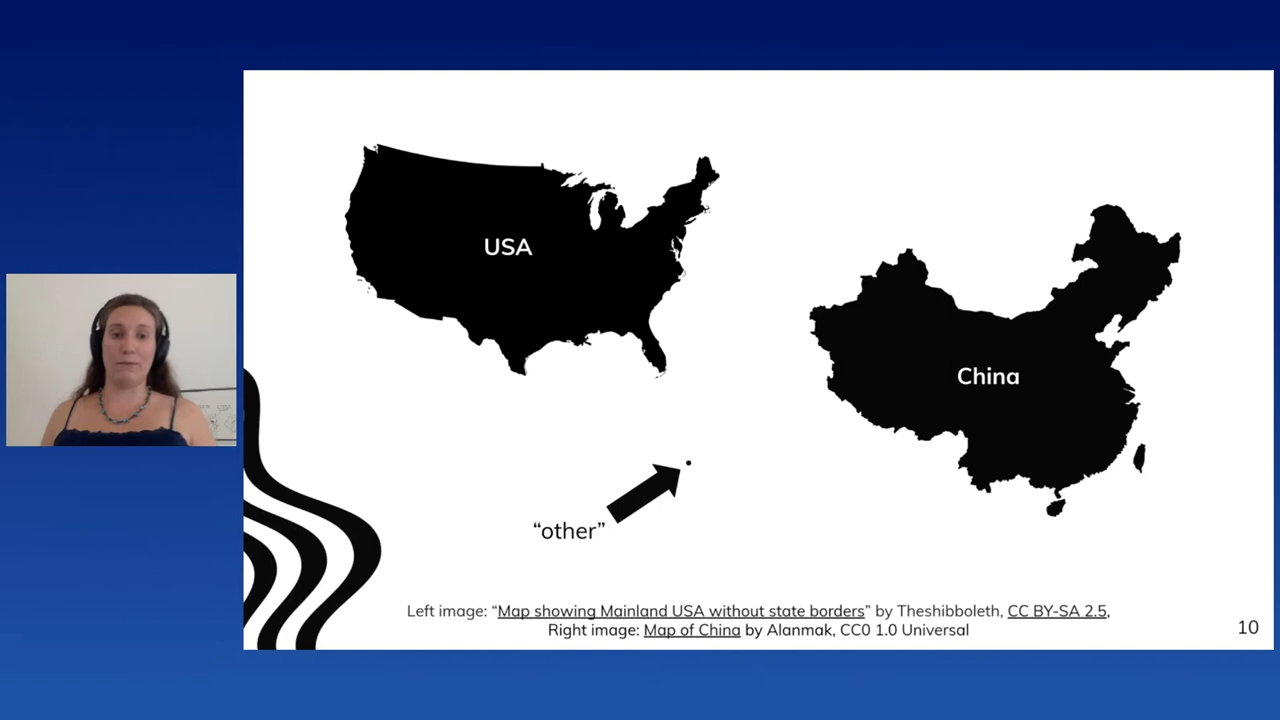 USA
China
“other”
Left image: “Map showing Mainland USA without state borders” by Theshibboleth, CC BY-SA 2.5,
Right image: Map of China by Alanmak, CC0 1.0 Universal
10